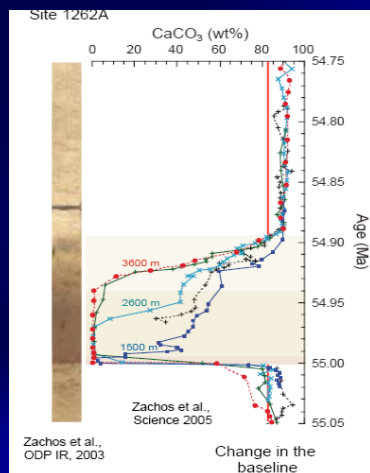 Site 1262A
CaCO₃ (wt%)
0 20 40 60 80 100
54.75
54.80
54.85
54.90
54.95
55.00
55.05
Age (Ma)
3600 m
2600 m
1500 m
Zachos et al.,
Science 2005
Zachos et al.,
ODP IR, 2003
Change in the
baseline